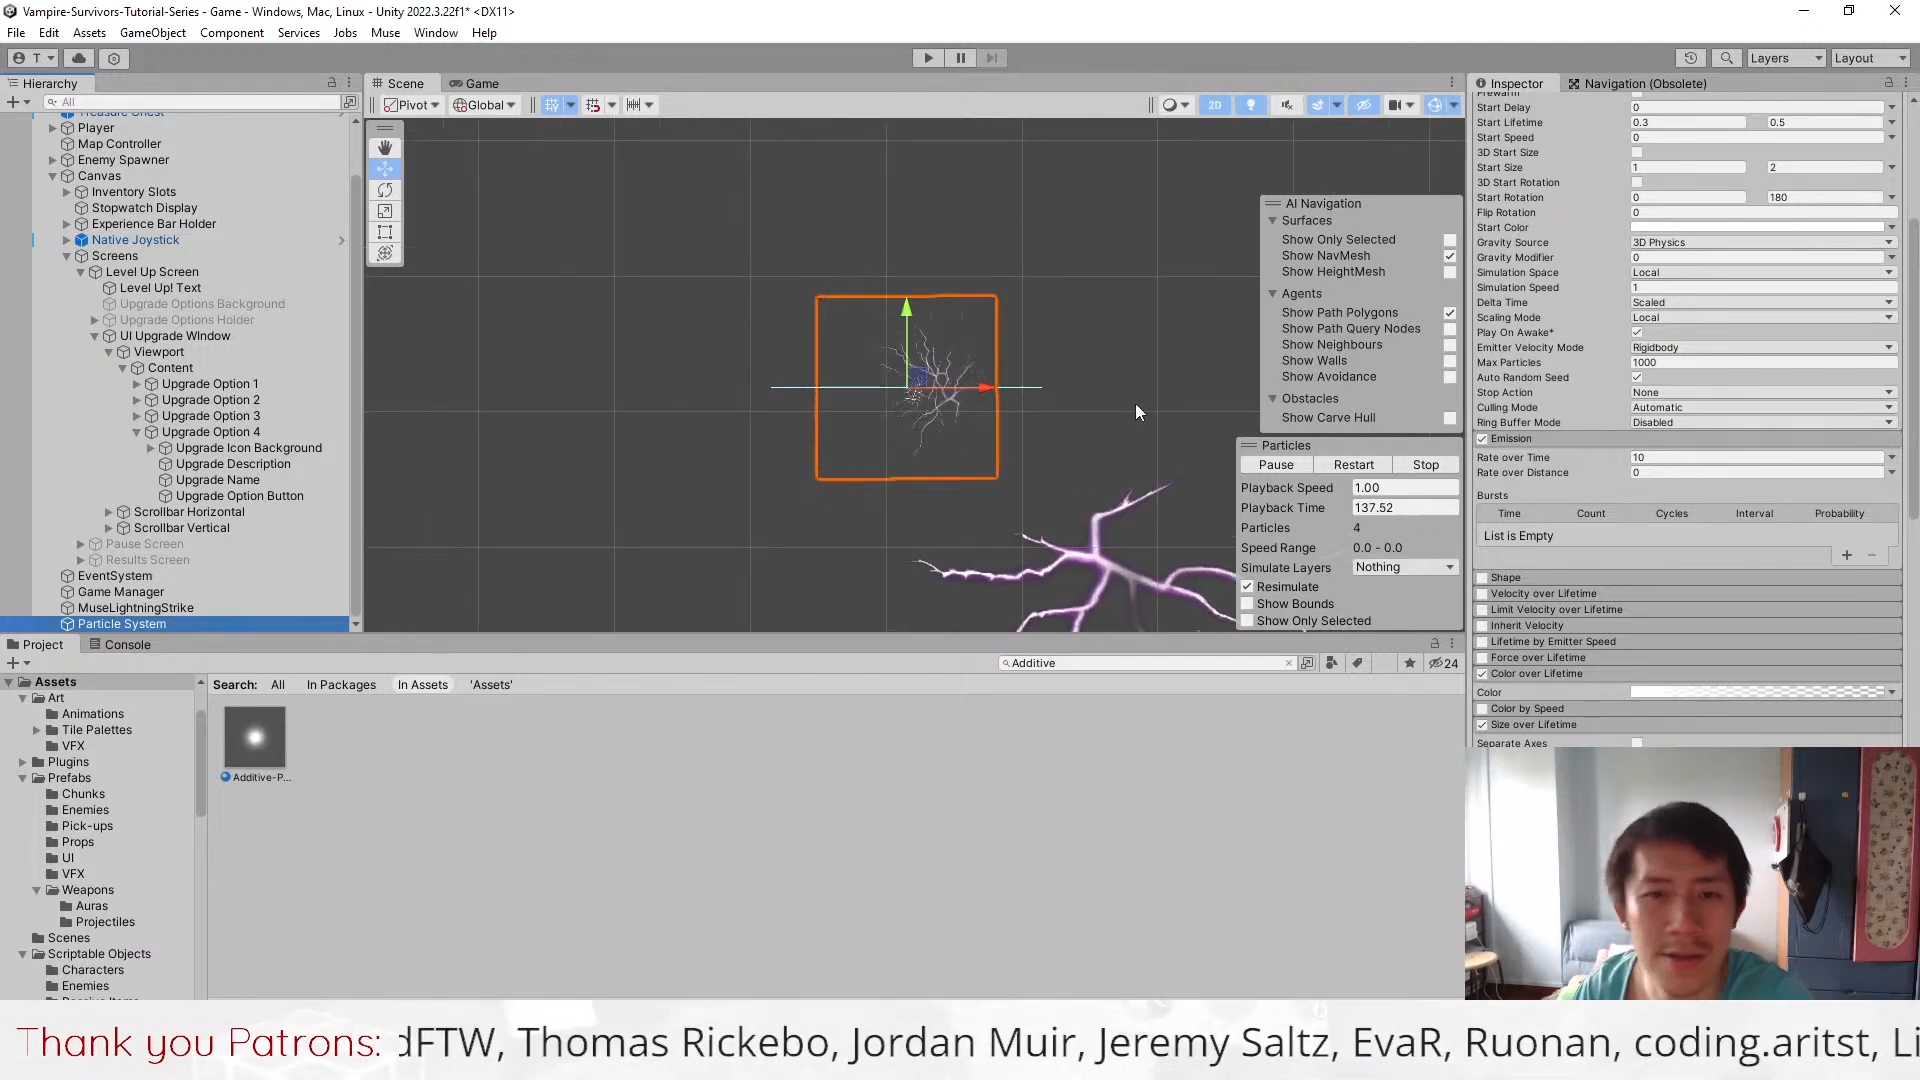 Vampire-Survivors-Tutorial-Series - Game - Windows, Mac, Linux - Unity 2022.3.22f1* <DX11>
File Edit Assets GameObject Component Services Jobs Muse Window Help
T
Layers
Layout
Hierarchy
All
Treasure Chest
Player
Map Controller
Enemy Spawner
Canvas
Inventory Slots
Stopwatch Display
Experience Bar Holder
Native Joystick
Screens
Level Up Screen
Level Up! Text
Upgrade Options Background
Upgrade Options Holder
UI Upgrade WIndow
Viewport
Content
Upgrade Option 1
Upgrade Option 2
Upgrade Option 3
Upgrade Option 4
Upgrade Icon Background
Upgrade Description
Upgrade Name
Upgrade Option Button
Scrollbar Horizontal
Scrollbar Vertical
Pause Screen
Results Screen
EventSystem
Game Manager
MuseLightningStrike
Particle System
Scene Game
Pivot Global
2D
AI Navigation
Surfaces
Show Only Selected
Show NavMesh
Show HeightMesh
Agents
Show Path Polygons
Show Path Query Nodes
Show Neighbours
Show Walls
Show Avoidance
Obstacles
Show Carve Hull
Particles
Pause Restart Stop
Playback Speed 1.00
Playback Time 137.52
Particles 4
Speed Range 0.0 - 0.0
Simulate Layers Nothing
Resimulate
Show Bounds
Show Only Selected
Inspector Navigation (Obsolete)
Prewarm
Start Delay 0
Start Lifetime 0.3 0.5
Start Speed 0
3D Start Size
Start Size 1 2
3D Start Rotation
Start Rotation 0 180
Flip Rotation 0
Start Color
Gravity Source 3D Physics
Gravity Modifier 0
Simulation Space Local
Simulation Speed 1
Delta Time Scaled
Scaling Mode Local
Play On Awake*
Emitter Velocity Mode Rigidbody
Max Particles 1000
Auto Random Seed
Stop Action None
Culling Mode Automatic
Ring Buffer Mode Disabled
Emission
Rate over Time 10
Rate over Distance 0
Bursts
Time Count Cycles Interval Probability
List is Empty
Shape
Velocity over Lifetime
Limit Velocity over Lifetime
Inherit Velocity
Lifetime by Emitter Speed
Force over Lifetime
Color over Lifetime
Color
Color by Speed
Size over Lifetime
Separate Axes
Project Console
Additive
24
Search: All In Packages In Assets 'Assets'
Additive-P...
Assets
Art
Animations
Tile Palettes
VFX
Plugins
Prefabs
Chunks
Enemies
Pick-ups
Props
UI
VFX
Weapons
Auras
Projectiles
Scenes
Scriptable Objects
Characters
Enemies
Thank you Patrons: dFTW, Thomas Rickebo, Jordan Muir, Jeremy Saltz, EvaR, Ruonan, coding.aritst, Li